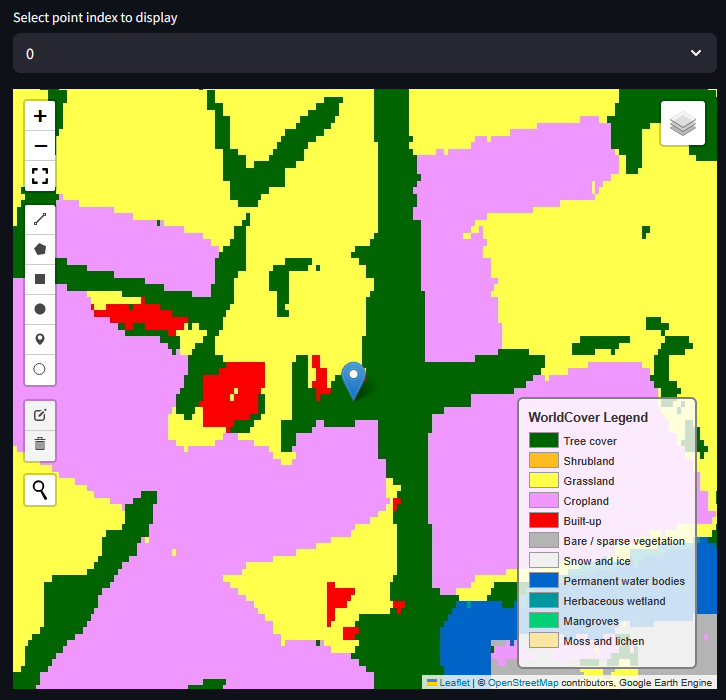 Select point index to display
0
+
−
WorldCover Legend
Tree cover
Shrubland
Grassland
Cropland
Built-up
Bare / sparse vegetation
Snow and ice
Permanent water bodies
Herbaceous wetland
Mangroves
Moss and lichen
Leaflet | © OpenStreetMap contributors, Google Earth Engine